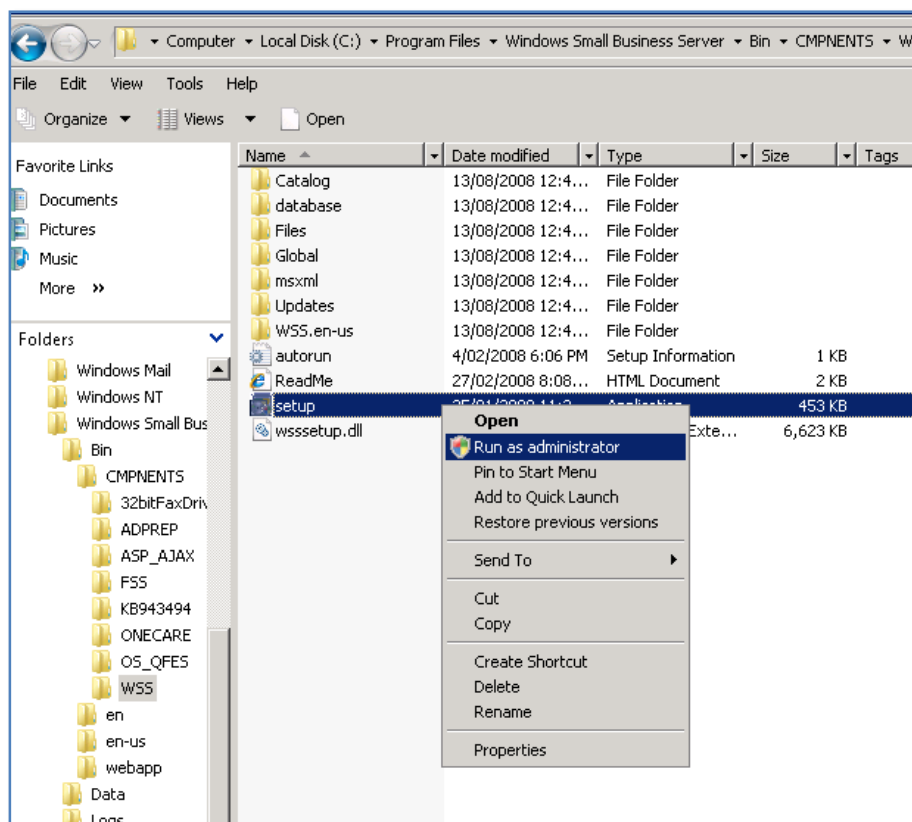 Computer Local Disk (C:) Program Files Windows Small Business Server Bin CMPNENTS W
File Edit View Tools Help
Organize Views Open
Favorite Links
Documents
Pictures
Music
More »
Folders
Windows Mail
Windows NT
Windows Small Bus
Bin
CMPNENTS
32bitFaxDriv
ADPREP
ASP_AJAX
FSS
KB943494
ONECARE
OS_QFES
WSS
en
en-us
webapp
Data
Logs
Name Date modified Type Size Tags
Catalog 13/08/2008 12:4... File Folder
database 13/08/2008 12:4... File Folder
Files 13/08/2008 12:4... File Folder
Global 13/08/2008 12:4... File Folder
msxml 13/08/2008 12:4... File Folder
Updates 13/08/2008 12:4... File Folder
WSS.en-us 13/08/2008 12:4... File Folder
autorun 4/02/2008 6:06 PM Setup Information 1 KB
ReadMe 27/02/2008 8:08... HTML Document 2 KB
setup Application 453 KB
wsssetup.dll Exte... 6,623 KB
Open
Run as administrator
Pin to Start Menu
Add to Quick Launch
Restore previous versions
Send To
Cut
Copy
Create Shortcut
Delete
Rename
Properties